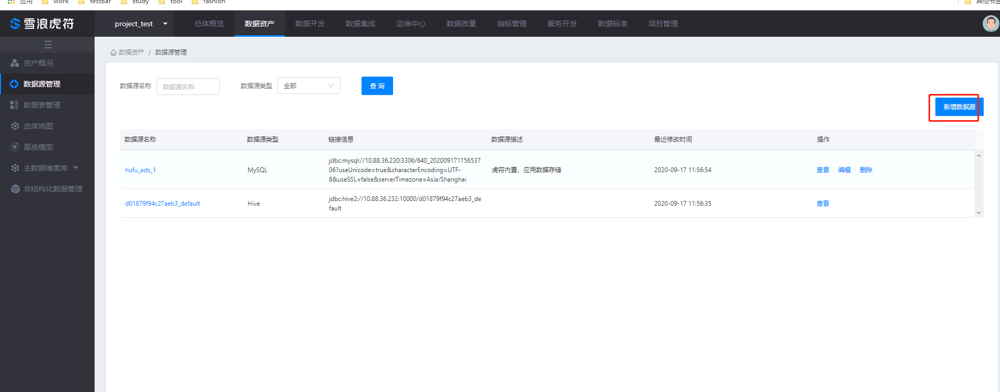 应用 work testBar study tool fashion 其他书签
雪浪虎符 project_test 总体概览 数据资产 数据开发 数据集成 运维中心 数据质量 指标管理 服务开发 数据标准 项目管理
资产概况
数据源管理
数据表管理
血缘地图
星座模型
主数据维度库
非结构化数据管理
数据资产 / 数据源管理
数据源名称 数据源名称 数据源类型 全部 查询
新增数据源
数据源名称 数据源类型 链接信息 数据源描述 最近修改时间 操作
hufu_ads_1 MySQL jdbc:mysql://10.88.36.230:3306/640_202009171156537
06?useUnicode=true&characterEncoding=UTF-
8&useSSL=false&serverTimezone=Asia/Shanghai 虎符内置，应用数据存储 2020-09-17 11:56:54 查看 编辑 删除
d01879f94c27aeb3_default Hive jdbc:hive2://10.88.36.232:10000/d01879f94c27aeb3_de
fault 2020-09-17 11:56:35 查看